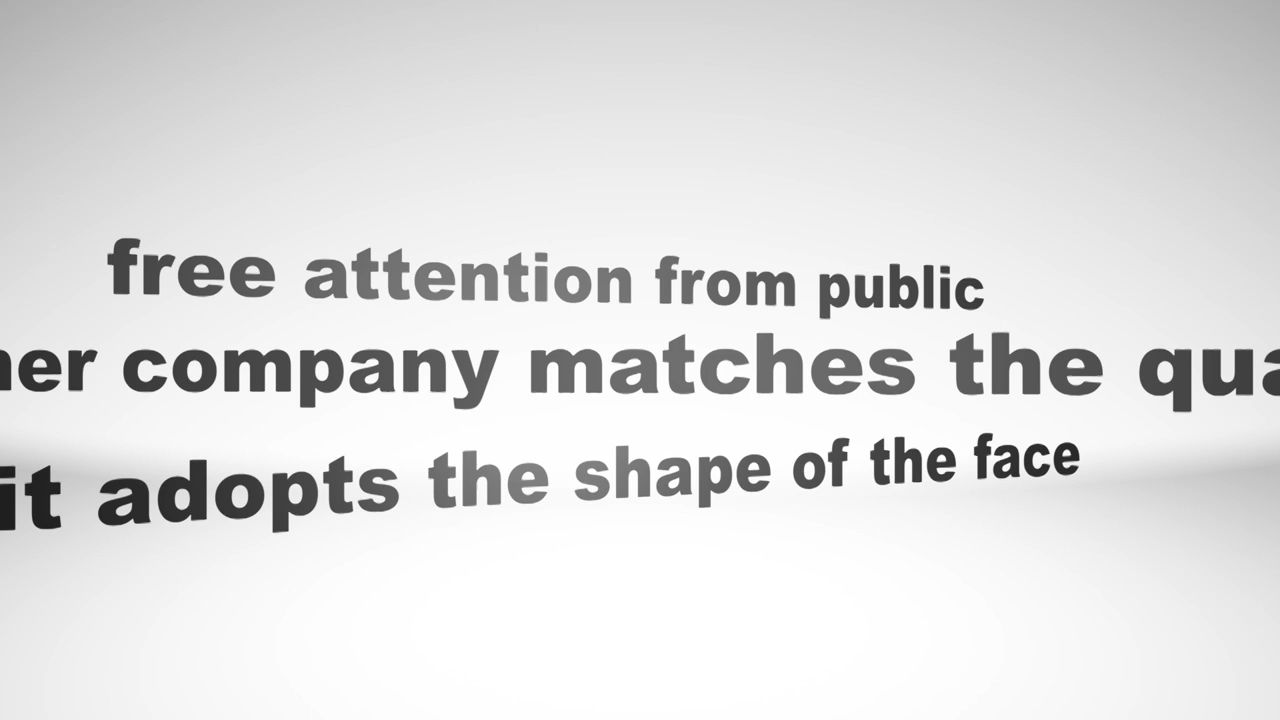 free attention from public
company matches the
it adopts the shape of the face